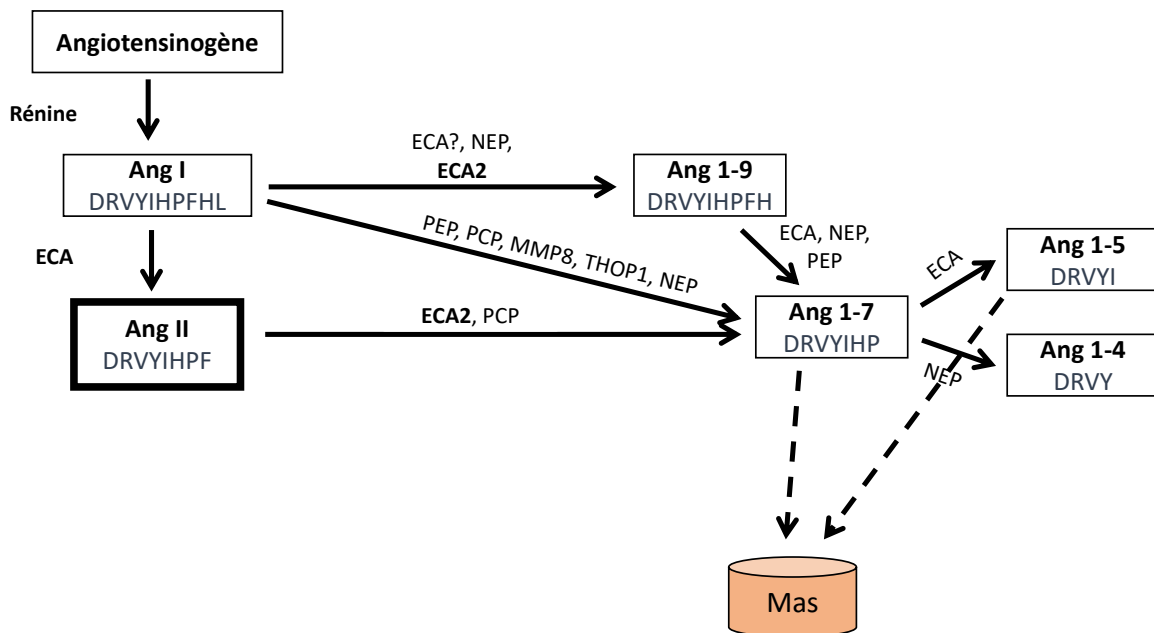 Angiotensinogène
Rénine
Ang I
DRVYIHPFHL
ECA?, NEP,
ECA2
Ang 1-9
DRVYIHPFH
PEP, PCP, MMP8, THOP1, NEP
ECA, NEP,
PEP
ECA
Ang II
DRVYIHPF
ECA2, PCP
Ang 1-7
DRVYIHP
ECA
Ang 1-5
DRVYI
NEP
Ang 1-4
DRVY
Mas